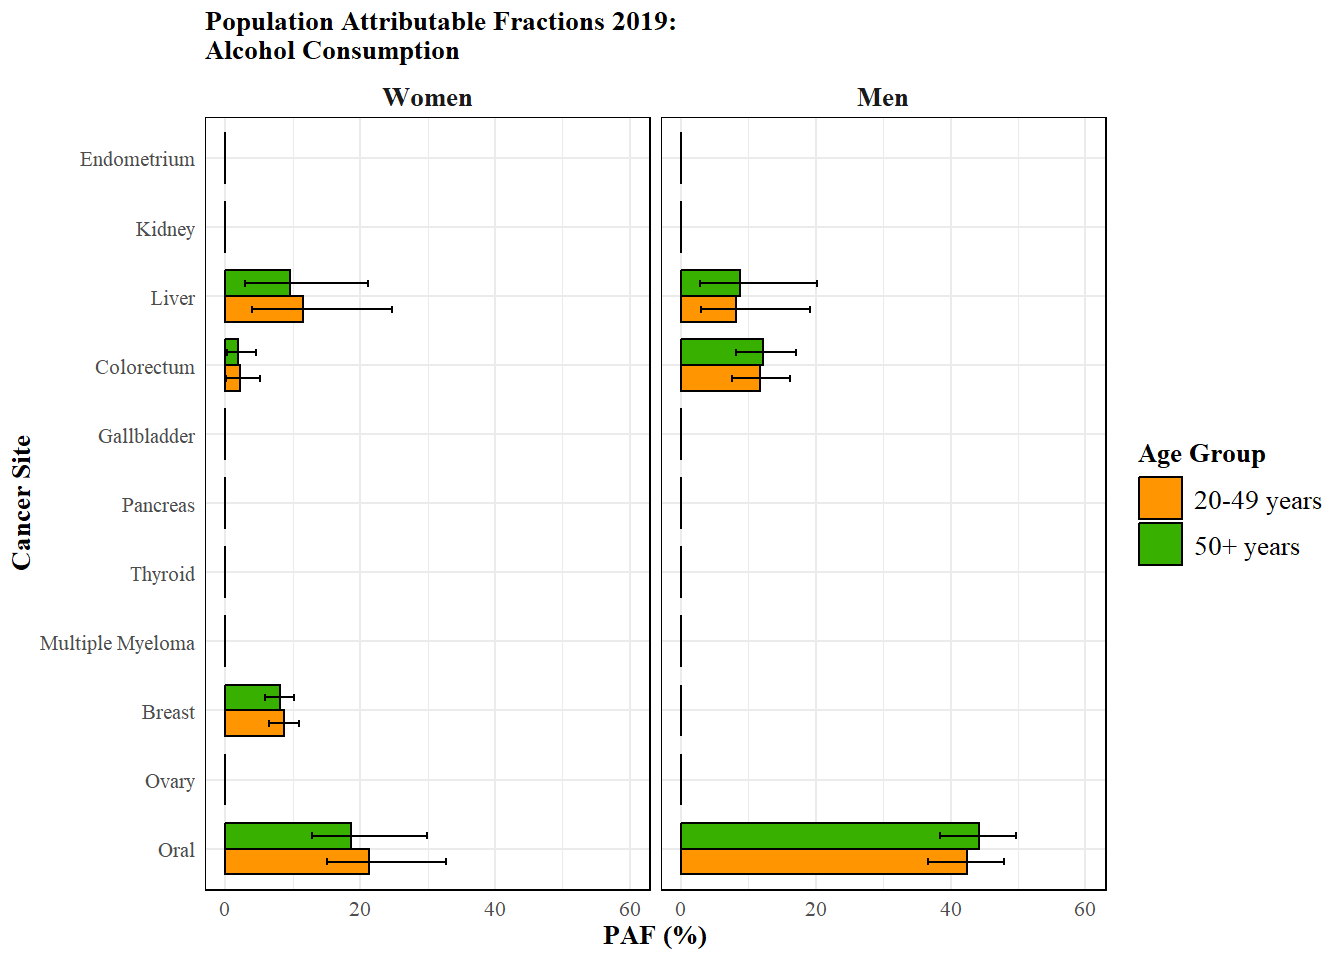 Population Attributable Fractions 2019:
Alcohol Consumption
Women
Men
Endometrium
Kidney
Liver
Colorectum
Gallbladder
Pancreas
Thyroid
Multiple Myeloma
Breast
Ovary
Oral
Cancer Site
0 20 40 60
0 20 40 60
PAF (%)
Age Group
20-49 years
50+ years